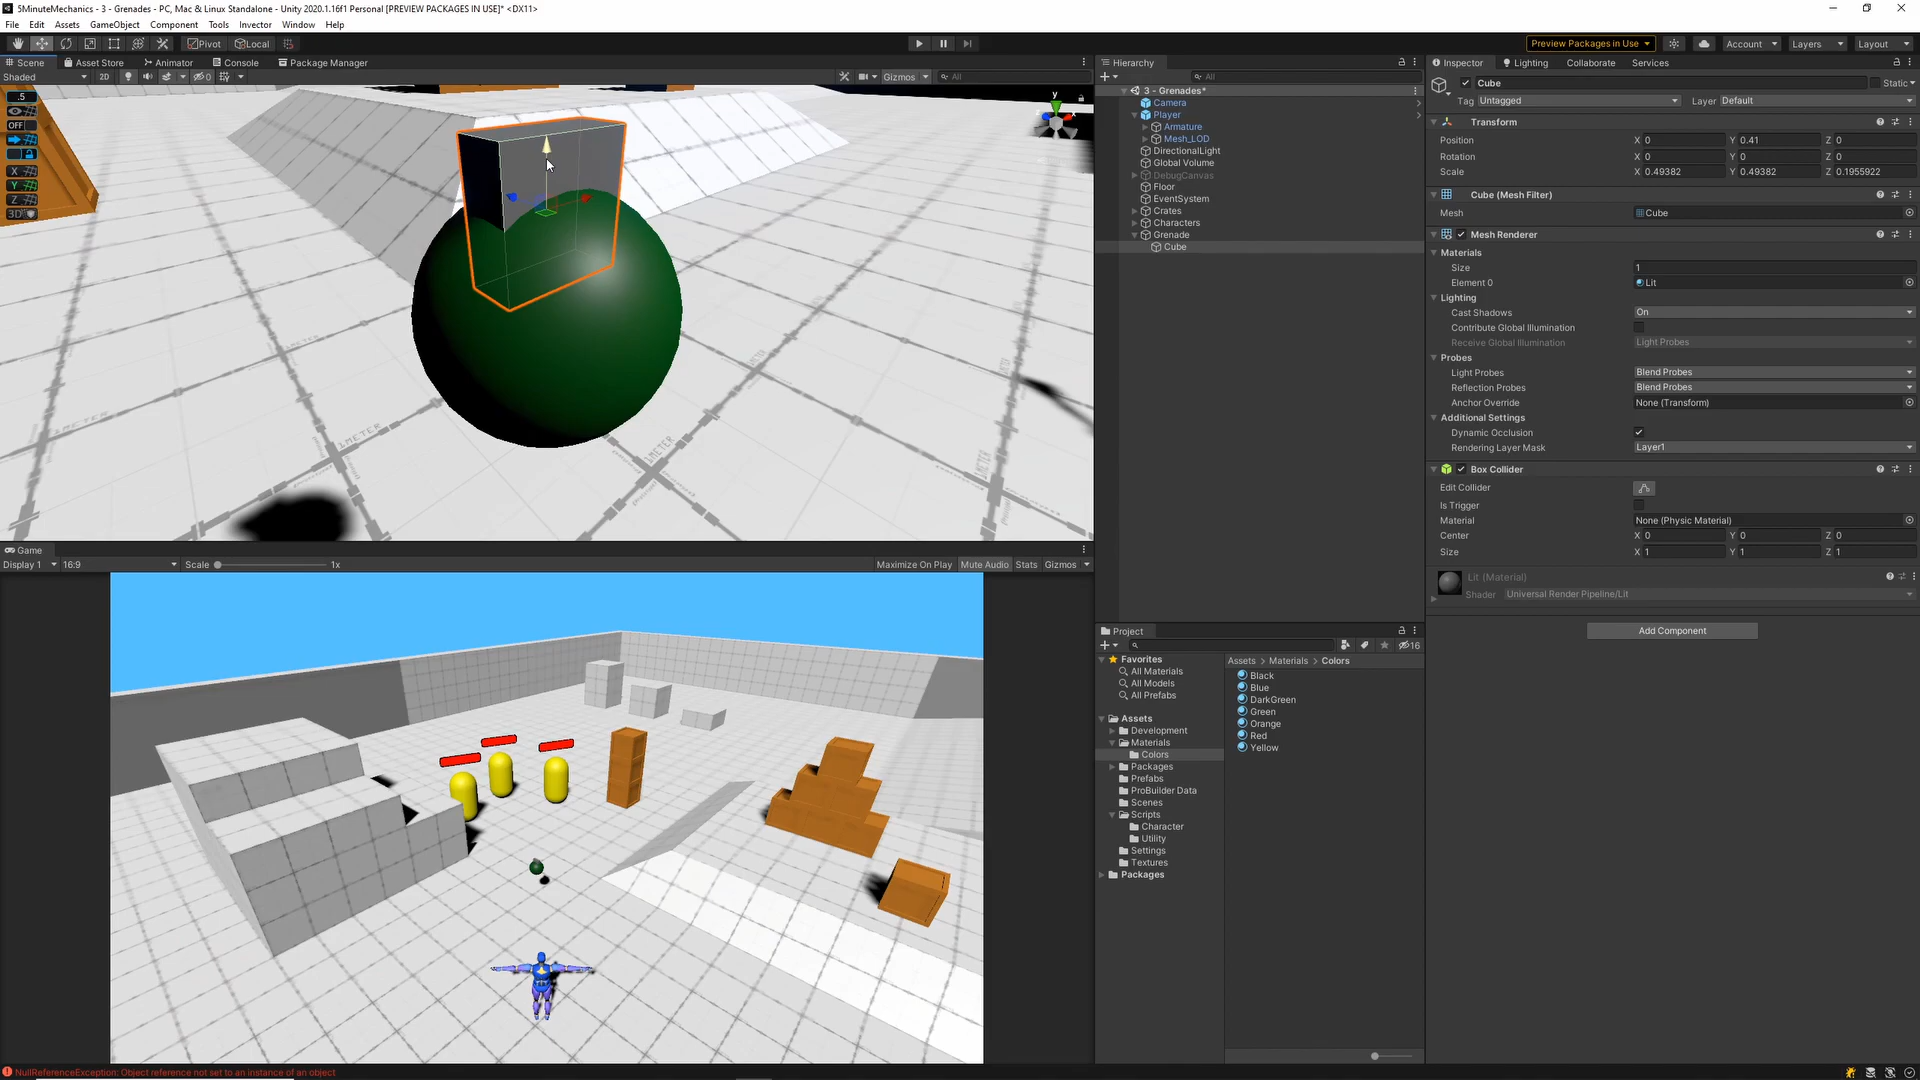 5MinuteMechanics - 3 - Grenades - PC, Mac & Linux Standalone - Unity 2020.1.16f1 Personal [PREVIEW PACKAGES IN USE]* <DX11>
File Edit Assets GameObject Component Tools Invector Window Help
Pivot Local
Preview Packages in Use Account Layers Layout
Scene Asset Store Animator Console Package Manager
Shaded 2D 0 Gizmos All
.5
OFF
X
Y
Z
3D
y
x
1METER
Game
Display 1 16:9 Scale 1x Maximize On Play Mute Audio Stats Gizmos
Hierarchy
All
3 - Grenades*
Camera
Player
Armature
Mesh_LOD
DirectionalLight
Global Volume
DebugCanvas
Floor
EventSystem
Crates
Characters
Grenade
Cube
Project
16
Favorites
All Materials
All Models
All Prefabs
Assets
Development
Materials
Colors
Packages
Prefabs
ProBuilder Data
Scenes
Scripts
Character
Utility
Settings
Textures
Packages
Assets > Materials > Colors
Black
Blue
DarkGreen
Green
Orange
Red
Yellow
Inspector Lighting Collaborate Services
Cube Static
Tag Untagged Layer Default
Transform
Position X 0 Y 0.41 Z 0
Rotation X 0 Y 0 Z 0
Scale X 0.49382 Y 0.49382 Z 0.1955922
Cube (Mesh Filter)
Mesh Cube
Mesh Renderer
Materials
Size 1
Element 0 Lit
Lighting
Cast Shadows On
Contribute Global Illumination
Receive Global Illumination Light Probes
Probes
Light Probes Blend Probes
Reflection Probes Blend Probes
Anchor Override None (Transform)
Additional Settings
Dynamic Occlusion
Rendering Layer Mask Layer1
Box Collider
Edit Collider
Is Trigger
Material None (Physic Material)
Center X 0 Y 0 Z 0
Size X 1 Y 1 Z 1
Lit (Material)
Shader Universal Render Pipeline/Lit
Add Component
NullReferenceException: Object reference not set to an instance of an object